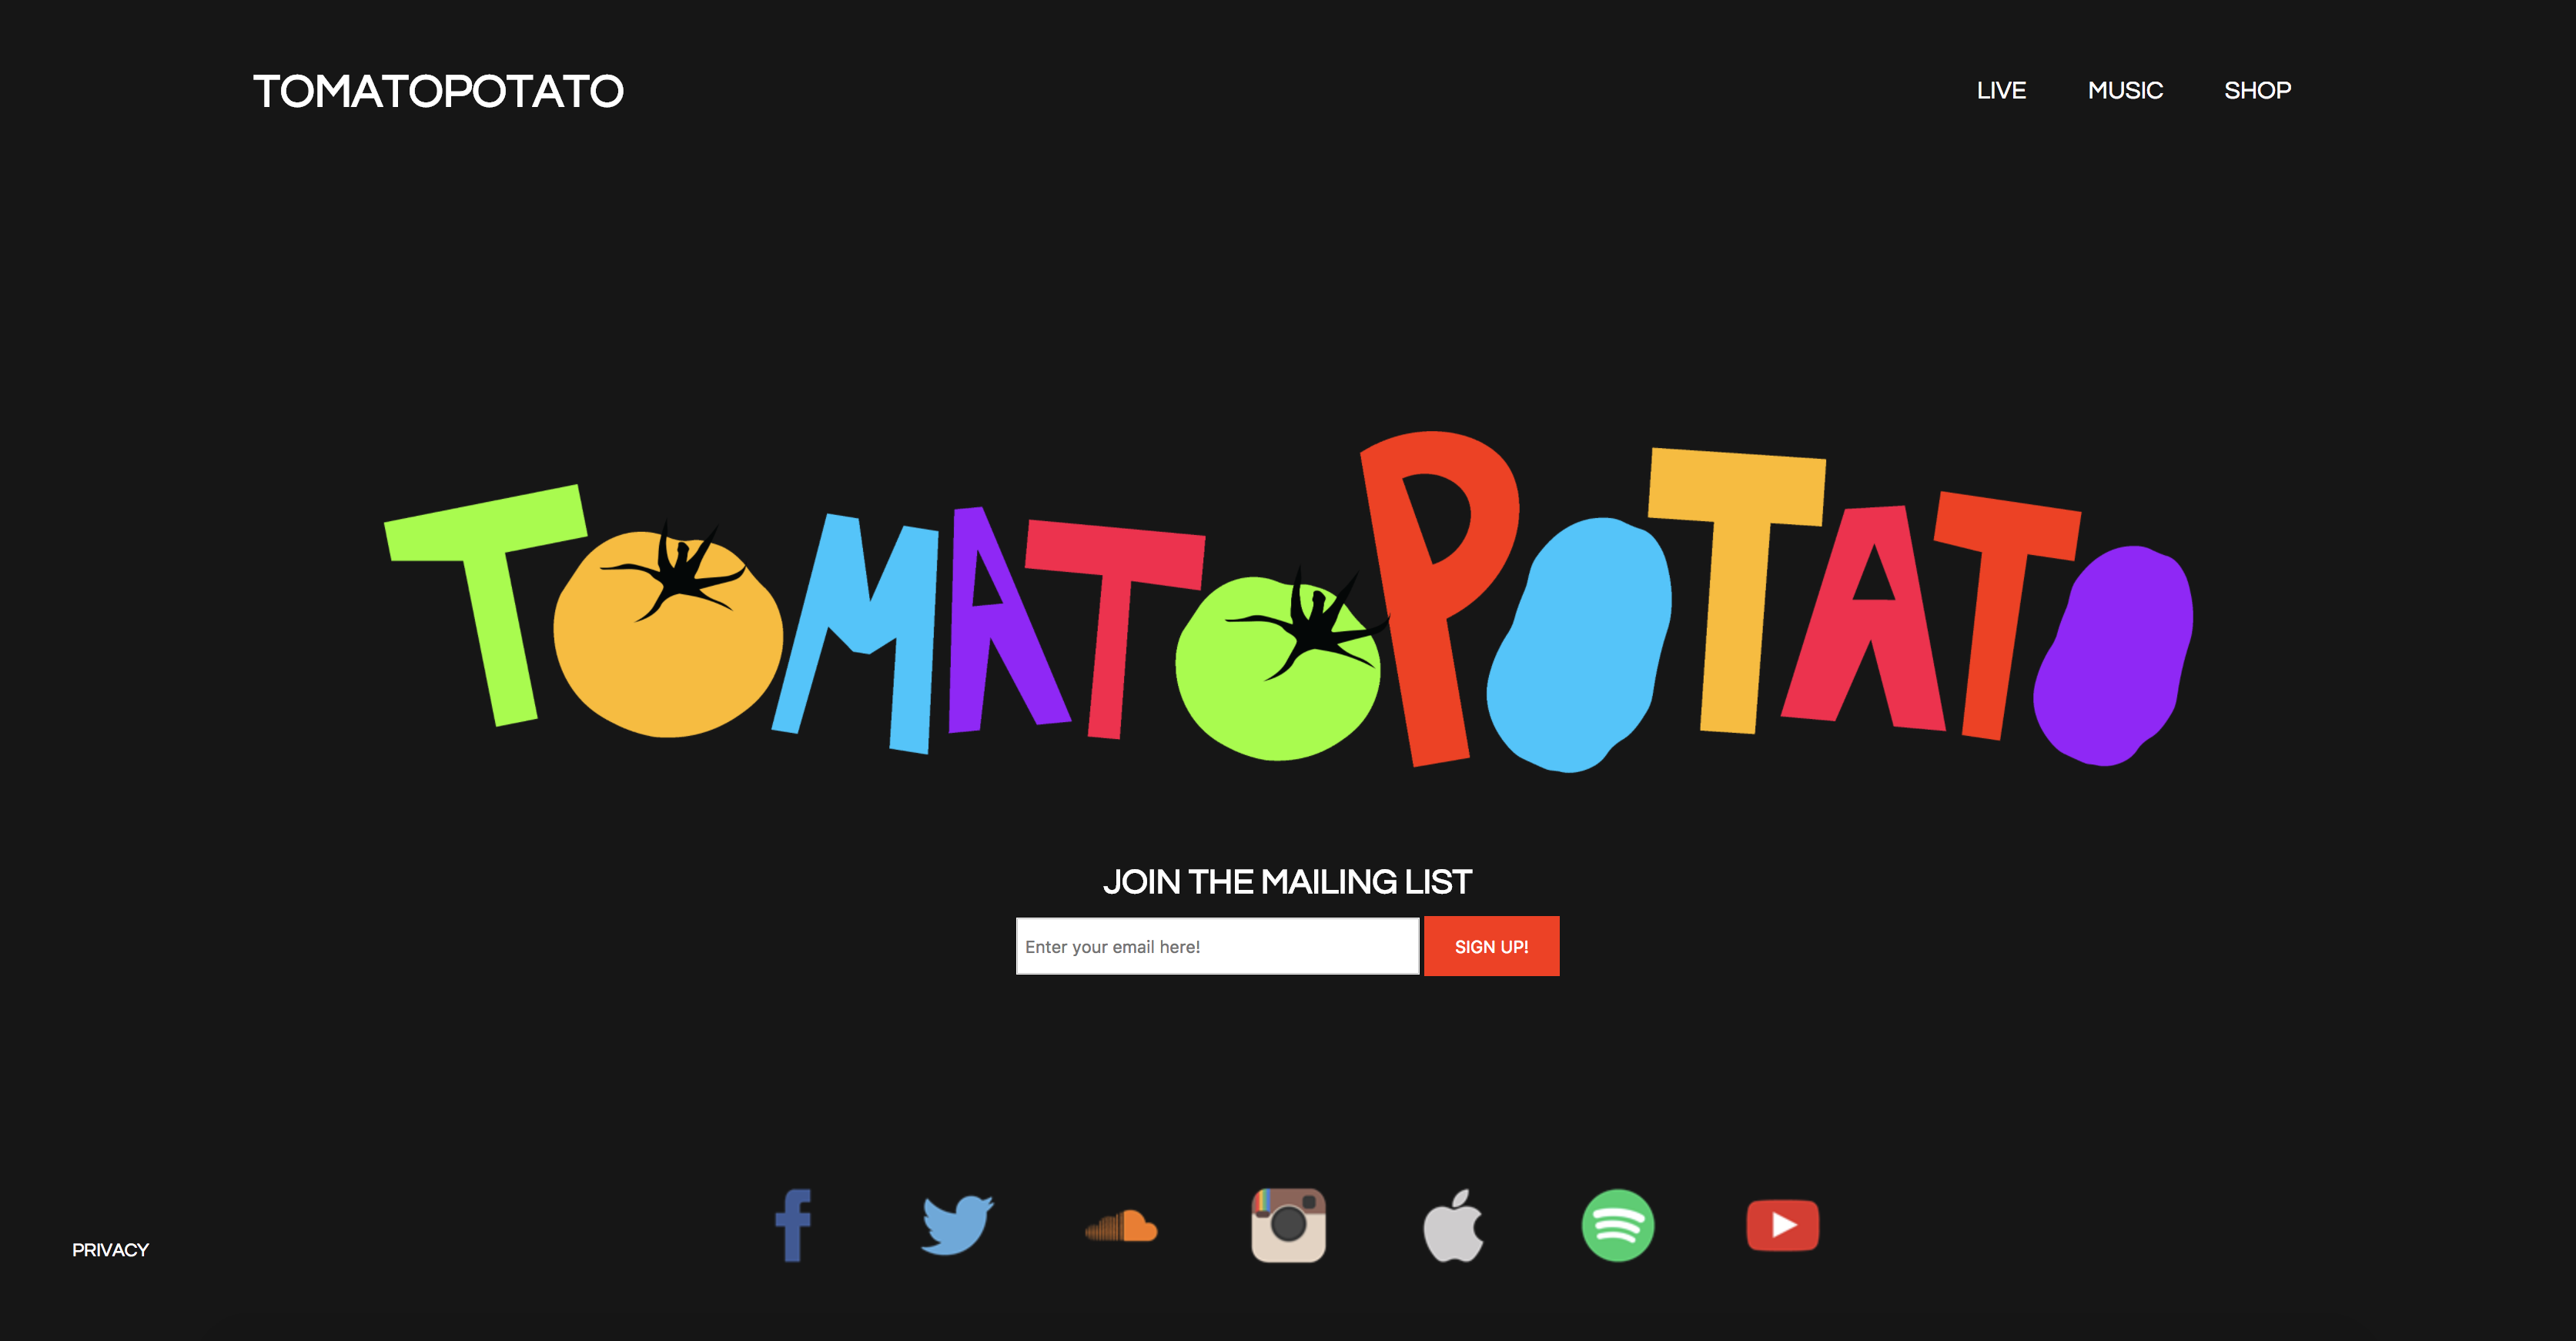 TOMATOPOTATO
LIVE MUSIC SHOP
TOMATOPOTATO
JOIN THE MAILING LIST
Enter your email here! SIGN UP!
PRIVACY